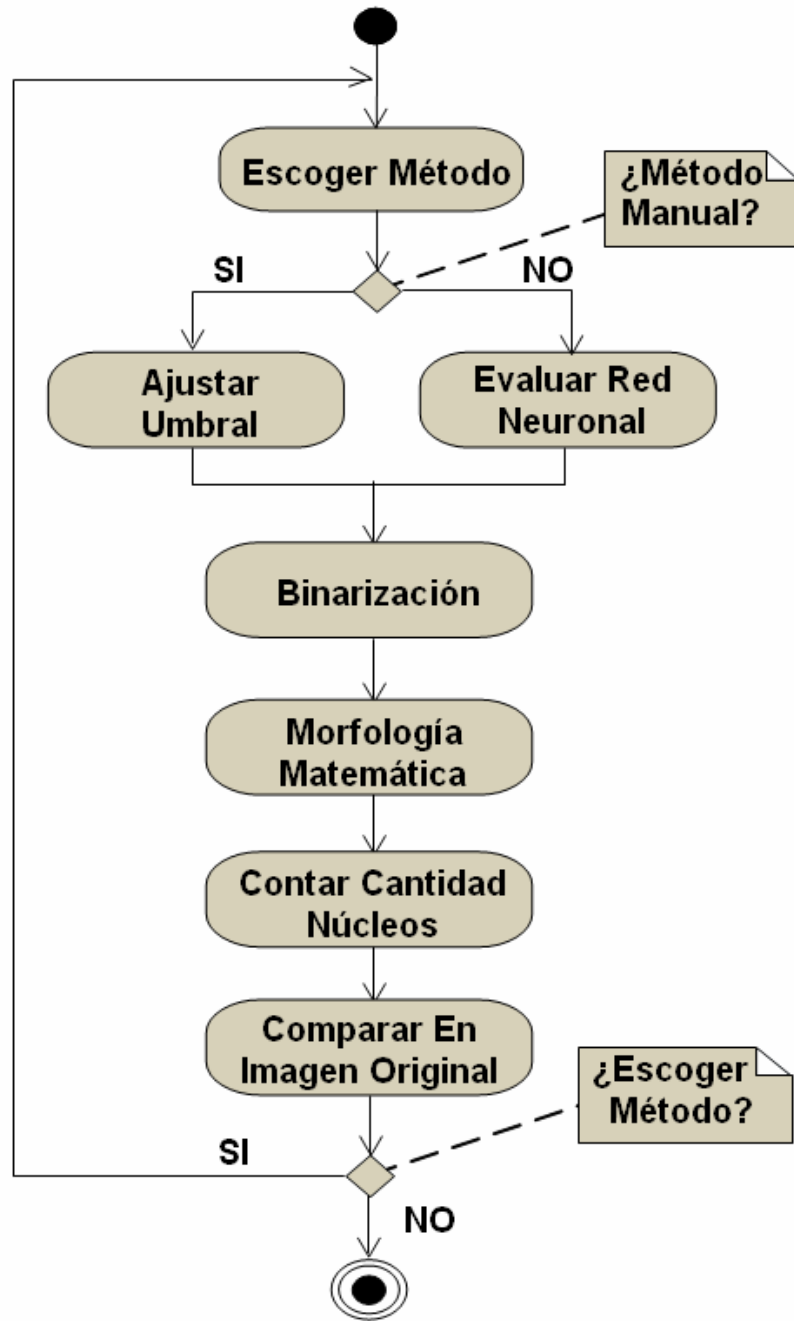 Escoger Método
¿Método
Manual?
SI
NO
Ajustar
Umbral
Evaluar Red
Neuronal
Binarización
Morfología
Matemática
Contar Cantidad
Núcleos
Comparar En
Imagen Original
¿Escoger
Método?
SI
NO